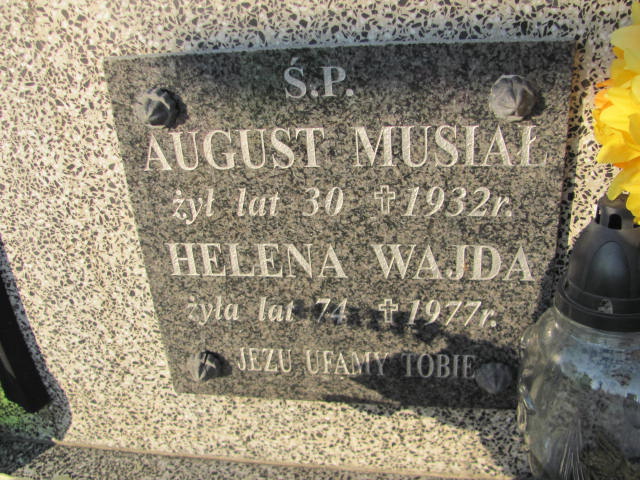 Ś.P.
AUGUST MUSIAŁ
żył lat 30 ✝ 1932r.
HELENA WAJDA
żyła lat 74 ✝ 1977r.
JEZU UFAMY TOBIE